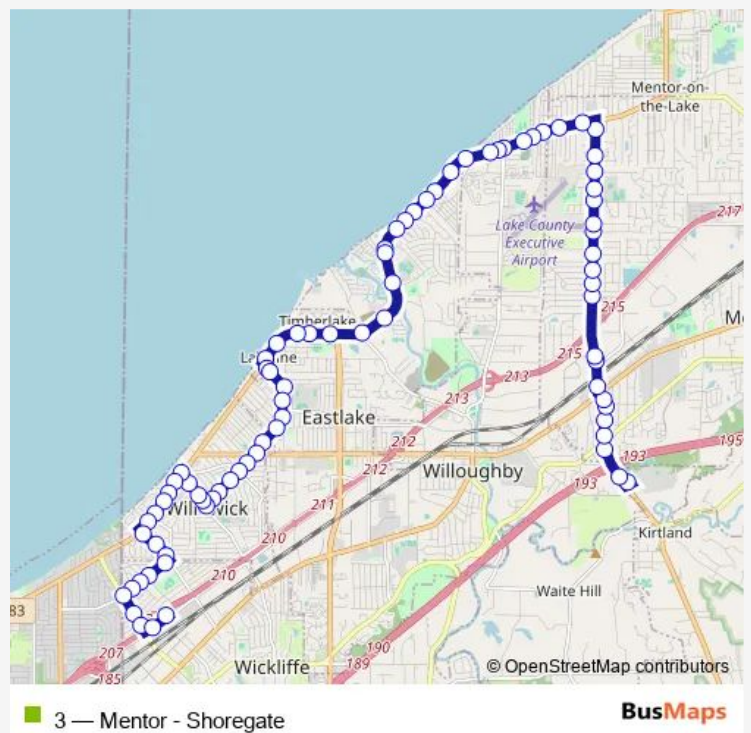 Mentor-on-
the-Lake
217
Lake County
Executive
Airport
215
Timberlake
215
213
213
Eastlake
212
212
195
193
Willoughby
193
211
210
Kirtland
210
83
Waite Hill
207
190
185
Wickliffe
189
© OpenStreetMap contributors
3 — Mentor - Shoregate
BusMaps